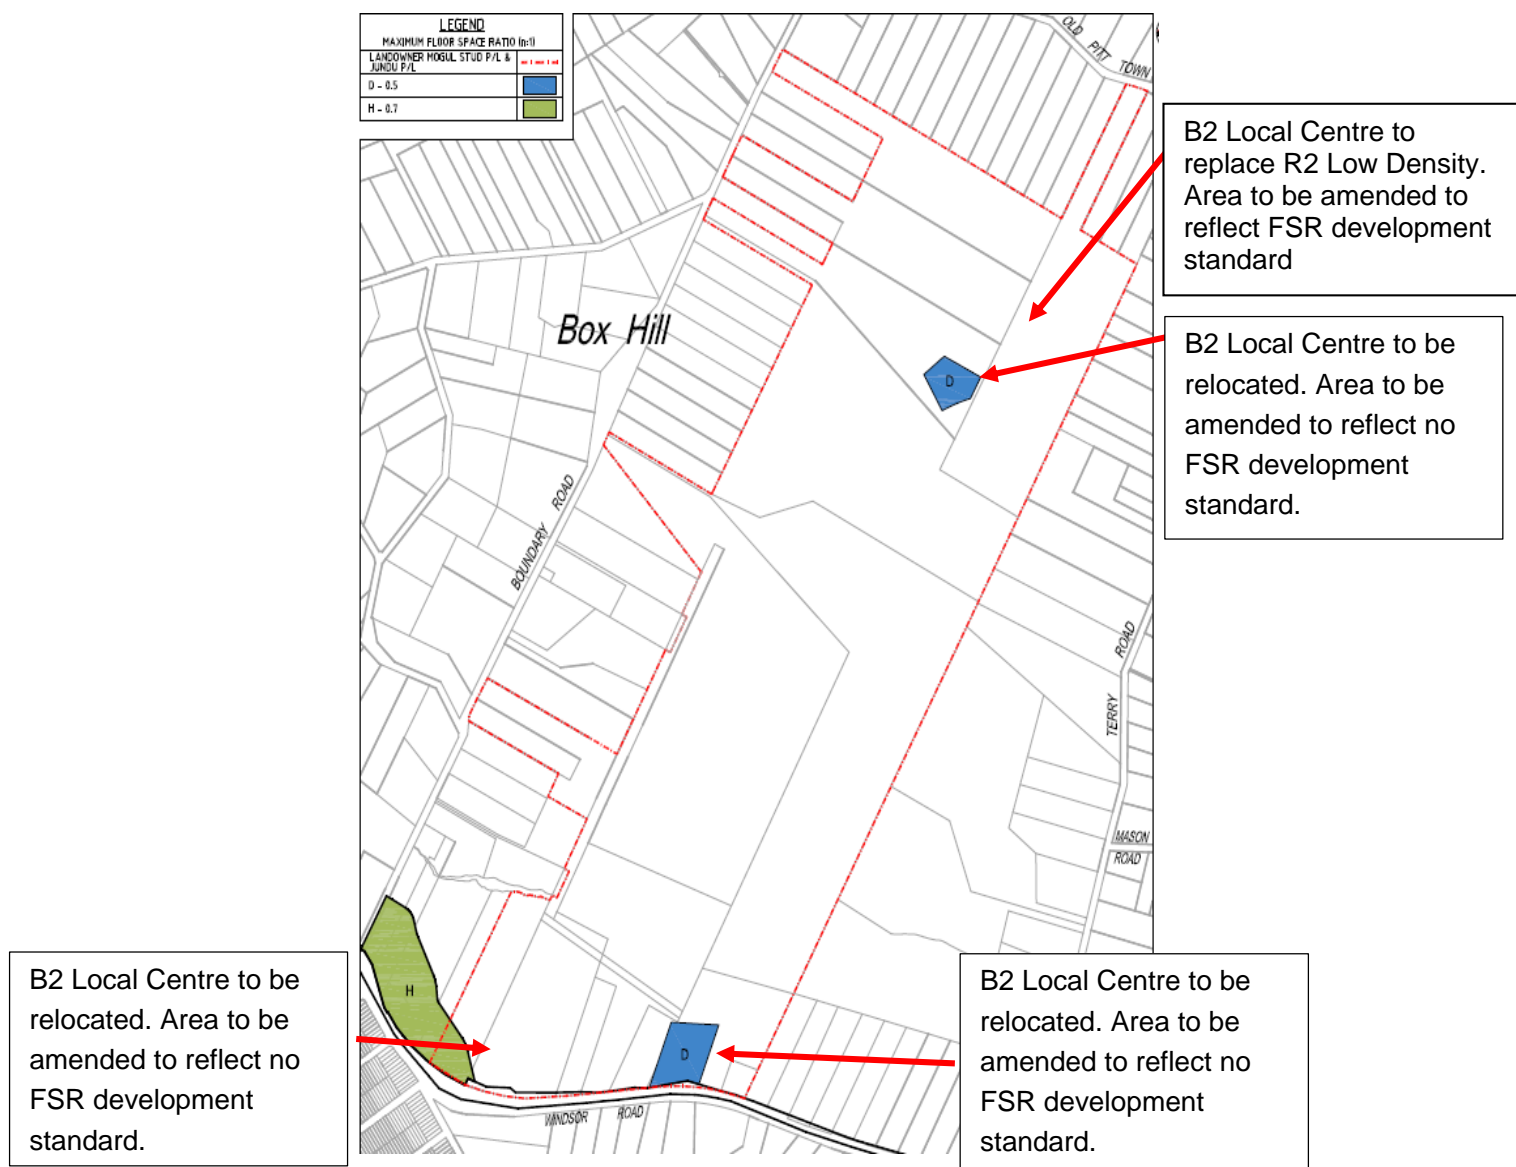 LEGEND
MAXIMUM FLOOR SPACE RATIO (n:1)
LANDOWNER MOGUL STUD P/L &
JUNDU P/L
D - 0.5
H - 0.7
OLD PITT TOWN
B2 Local Centre to
replace R2 Low Density.
Area to be amended to
reflect FSR development
standard
Box Hill
B2 Local Centre to be
relocated. Area to be
amended to reflect no
FSR development
standard.
D
BOUNDARY ROAD
TERRY ROAD
MASON
ROAD
H
D
WINDSOR ROAD
B2 Local Centre to be
relocated. Area to be
amended to reflect no
FSR development
standard.
B2 Local Centre to be
relocated. Area to be
amended to reflect no
FSR development
standard.